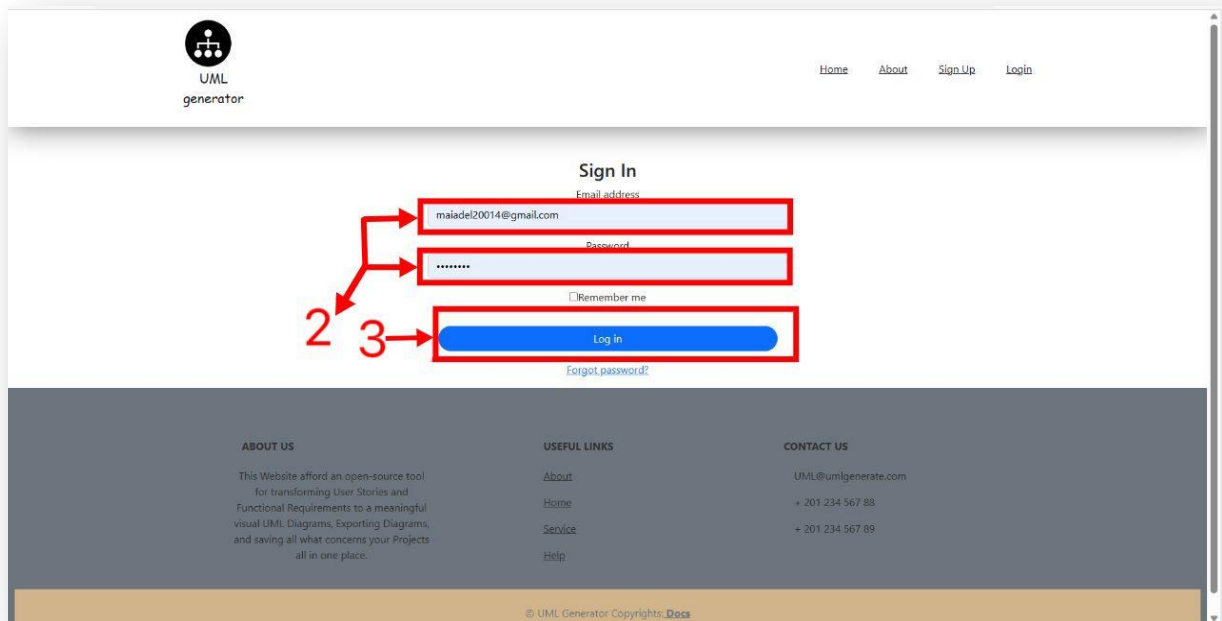 UML
generator
Home About Sign Up Login
Sign In
Email address
maiadel20014@gmail.com
Password
••••••••
Remember me
2 3
Log in
Forgot password?
ABOUT US
This Website afford an open-source tool
for transforming User Stories and
Functional Requirements to a meaningful
visual UML Diagrams, Exporting Diagrams,
and saving all what concerns your Projects
all in one place.
USEFUL LINKS
About
Home
Service
Help
CONTACT US
UML@umlgenerate.com
+ 201 234 567 88
+ 201 234 567 89
© UML Generator Copyrights: Docs